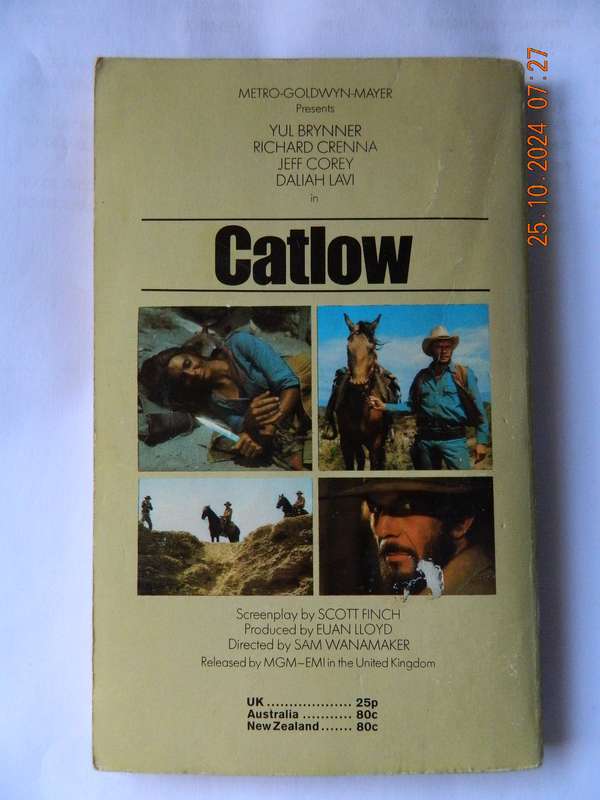 METRO-GOLDWYN-MAYER
Presents
YUL BRYNNER
RICHARD CRENNA
JEFF COREY
DALIAH LAVI
in
Catlow
Screenplay by SCOTT FINCH
Produced by EUAN LLOYD
Directed by SAM WANAMAKER
Released by MGM–EMI in the United Kingdom
UK ................... 25p
Australia ........... 80c
New Zealand ....... 80c
25.10.2024 07:27